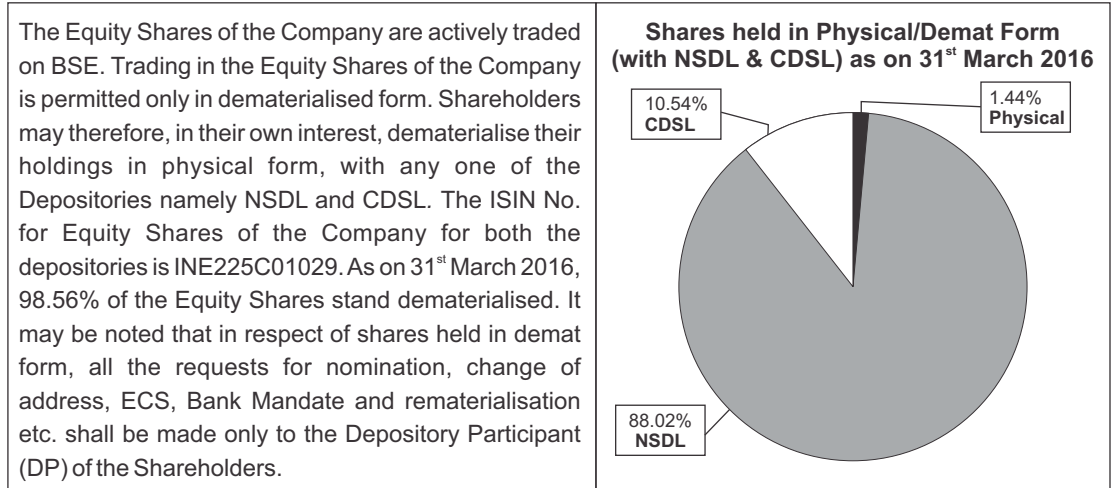 The Equity Shares of the Company are actively traded
on BSE. Trading in the Equity Shares of the Company
is permitted only in dematerialised form. Shareholders
may therefore, in their own interest, dematerialise their
holdings in physical form, with any one of the
Depositories namely NSDL and CDSL. The ISIN No.
for Equity Shares of the Company for both the
depositories is INE225C01029. As on 31st March 2016,
98.56% of the Equity Shares stand dematerialised. It
may be noted that in respect of shares held in demat
form, all the requests for nomination, change of
address, ECS, Bank Mandate and rematerialisation
etc. shall be made only to the Depository Participant
(DP) of the Shareholders.
Shares held in Physical/Demat Form
(with NSDL & CDSL) as on 31st March 2016
10.54%
CDSL
1.44%
Physical
88.02%
NSDL